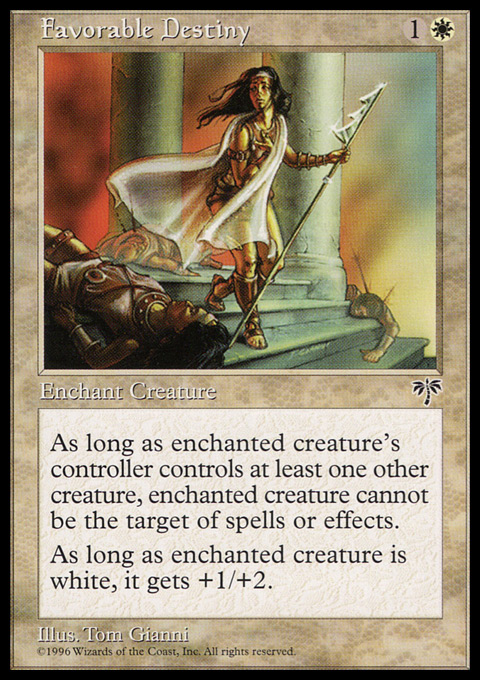 Favorable Destiny 1
Enchant Creature
As long as enchanted creature's
controller controls at least one other
creature, enchanted creature cannot
be the target of spells or effects.
As long as enchanted creature is
white, it gets +1/+2.
Illus. Tom Gianni
©1996 Wizards of the Coast, Inc. All rights reserved.